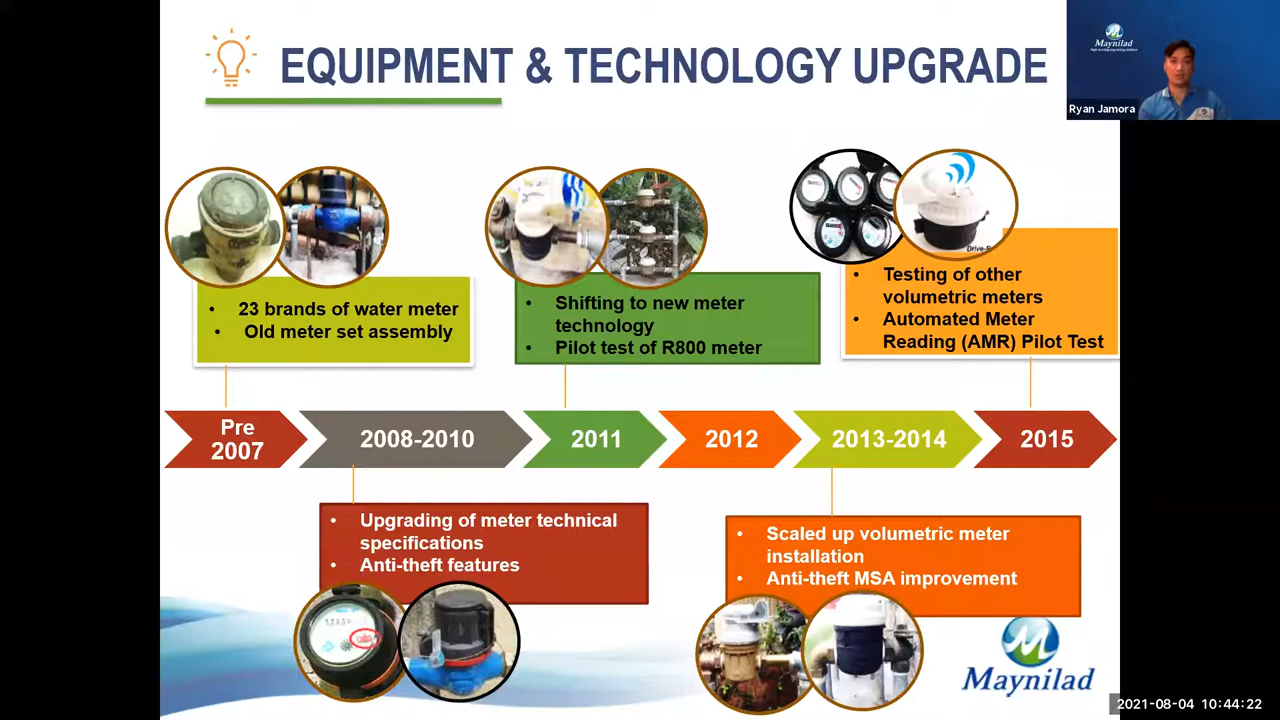 EQUIPMENT & TECHNOLOGY UPGRADE
Maynilad
Ryan Jamora
• 23 brands of water meter
• Old meter set assembly
• Shifting to new meter
technology
• Pilot test of R800 meter
• Testing of other
volumetric meters
• Automated Meter
Reading (AMR) Pilot Test
Pre
2007
2008-2010
2011
2012
2013-2014
2015
• Upgrading of meter technical
specifications
• Anti-theft features
• Scaled up volumetric meter
installation
• Anti-theft MSA improvement
Maynilad
2021-08-04 10:44:22